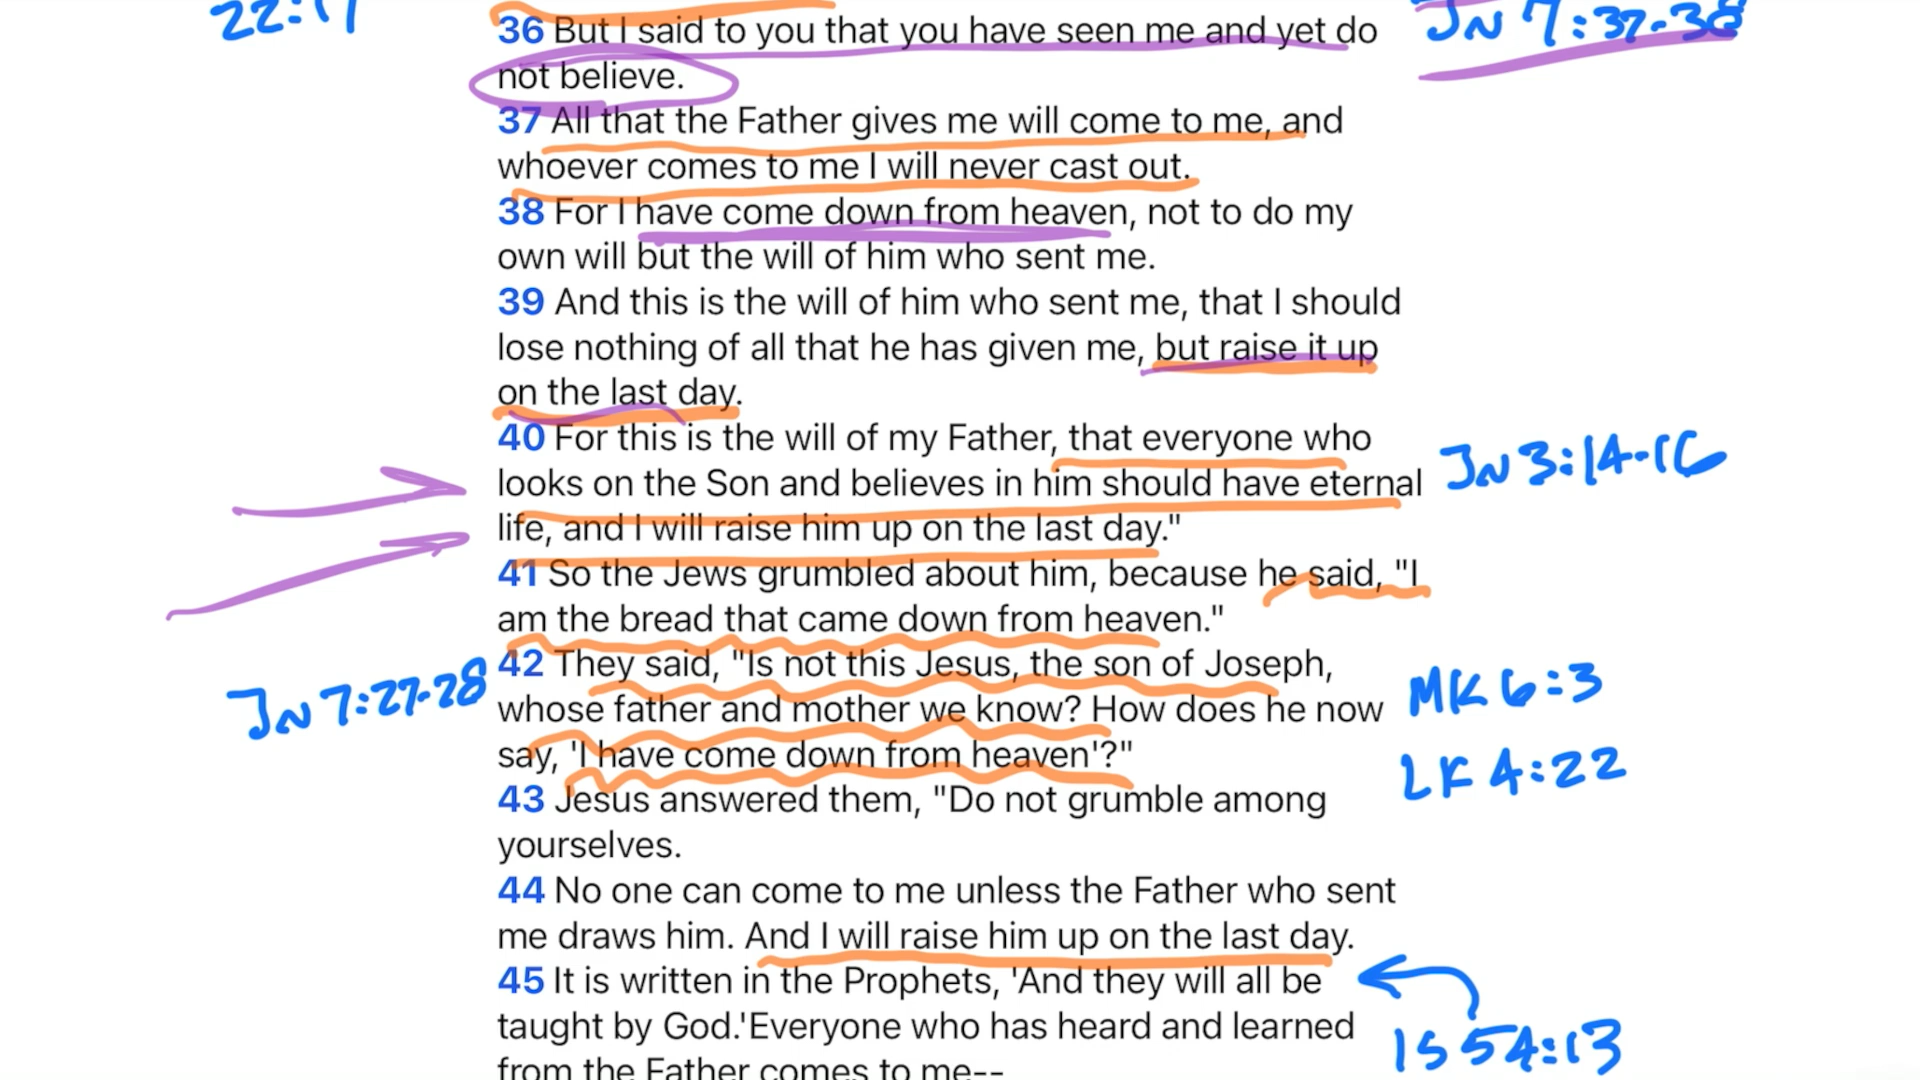 22:17
36 But I said to you that you have seen me and yet do
JN 7:37-38
not believe.
37 All that the Father gives me will come to me, and
whoever comes to me I will never cast out.
38 For I have come down from heaven, not to do my
own will but the will of him who sent me.
39 And this is the will of him who sent me, that I should
lose nothing of all that he has given me, but raise it up
on the last day.
40 For this is the will of my Father, that everyone who
JN 3:14-16
looks on the Son and believes in him should have eternal
life, and I will raise him up on the last day."
41 So the Jews grumbled about him, because he said, "I
am the bread that came down from heaven."
42 They said, "Is not this Jesus, the son of Joseph,
JN 7:27-28
MK 6:3
whose father and mother we know? How does he now
say, 'I have come down from heaven'?"
LK 4:22
43 Jesus answered them, "Do not grumble among
yourselves.
44 No one can come to me unless the Father who sent
me draws him. And I will raise him up on the last day.
45 It is written in the Prophets, 'And they will all be
taught by God.'Everyone who has heard and learned
IS 54:13
from the Father comes to me--